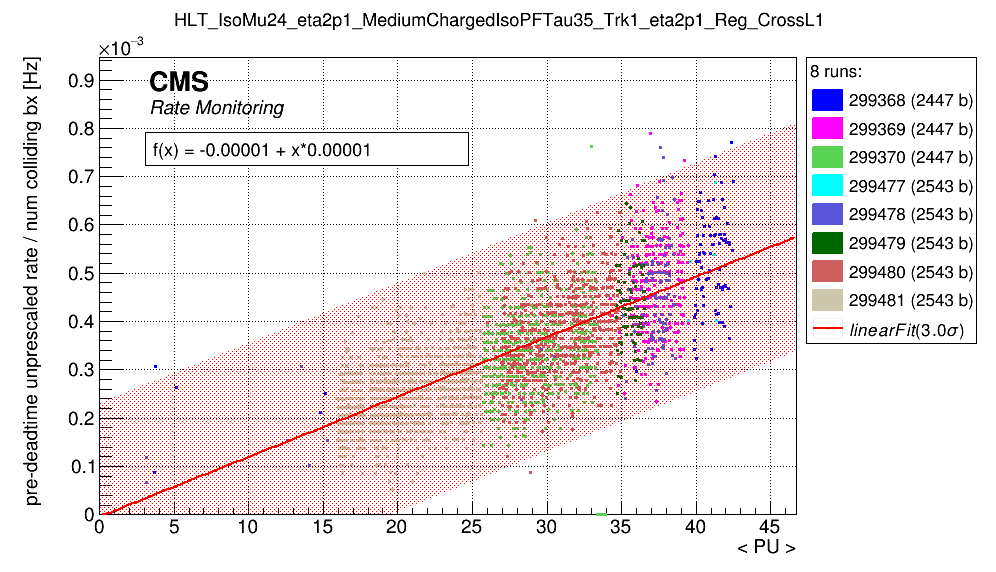 HLT_IsoMu24_eta2p1_MediumChargedIsoPFTau35_Trk1_eta2p1_Reg_CrossL1
×10⁻³
CMS
Rate Monitoring
f(x) = -0.00001 + x*0.00001
pre-deadtime unprescaled rate / num colliding bx [Hz]
0.9
0.8
0.7
0.6
0.5
0.4
0.3
0.2
0.1
0
0 5 10 15 20 25 30 35 40 45
< PU >
8 runs:
299368 (2447 b)
299369 (2447 b)
299370 (2447 b)
299477 (2543 b)
299478 (2543 b)
299479 (2543 b)
299480 (2543 b)
299481 (2543 b)
linearFit(3.0σ)